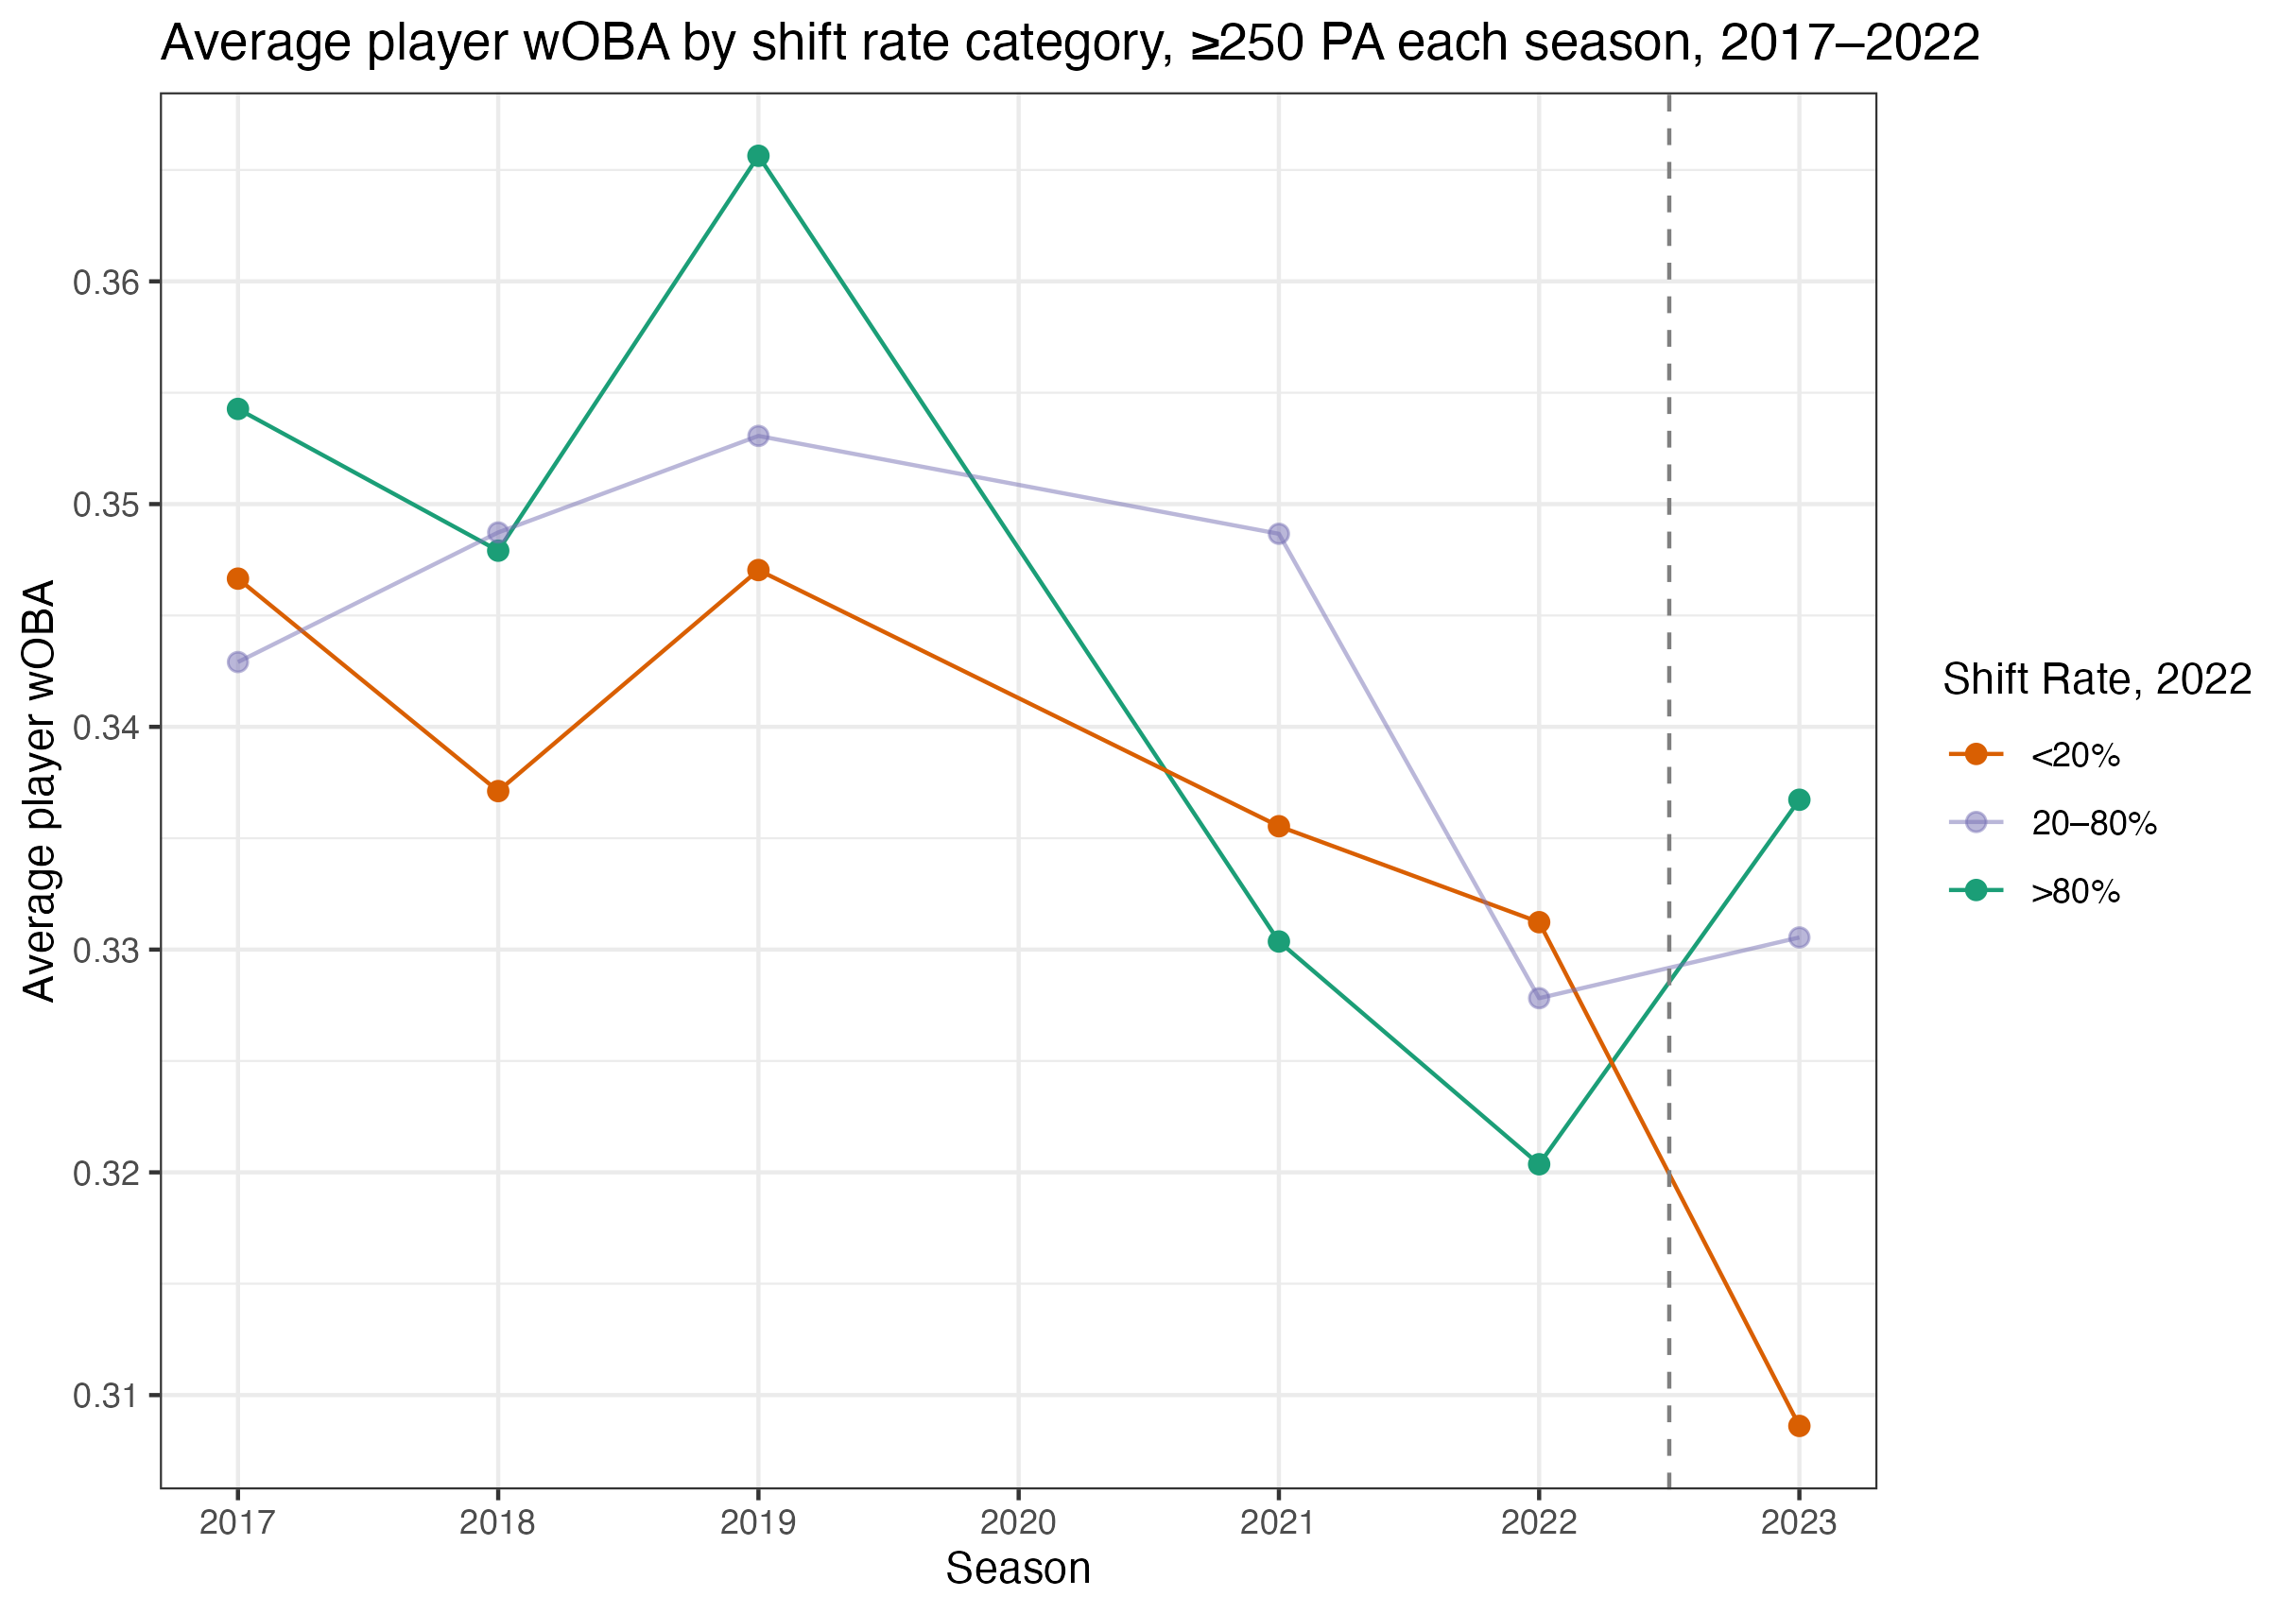 Average player wOBA by shift rate category, ≥250 PA each season, 2017–2022
0.36
0.35
0.34
0.33
0.32
0.31
Average player wOBA
2017 2018 2019 2020 2021 2022 2023
Season
Shift Rate, 2022
<20%
20–80%
>80%